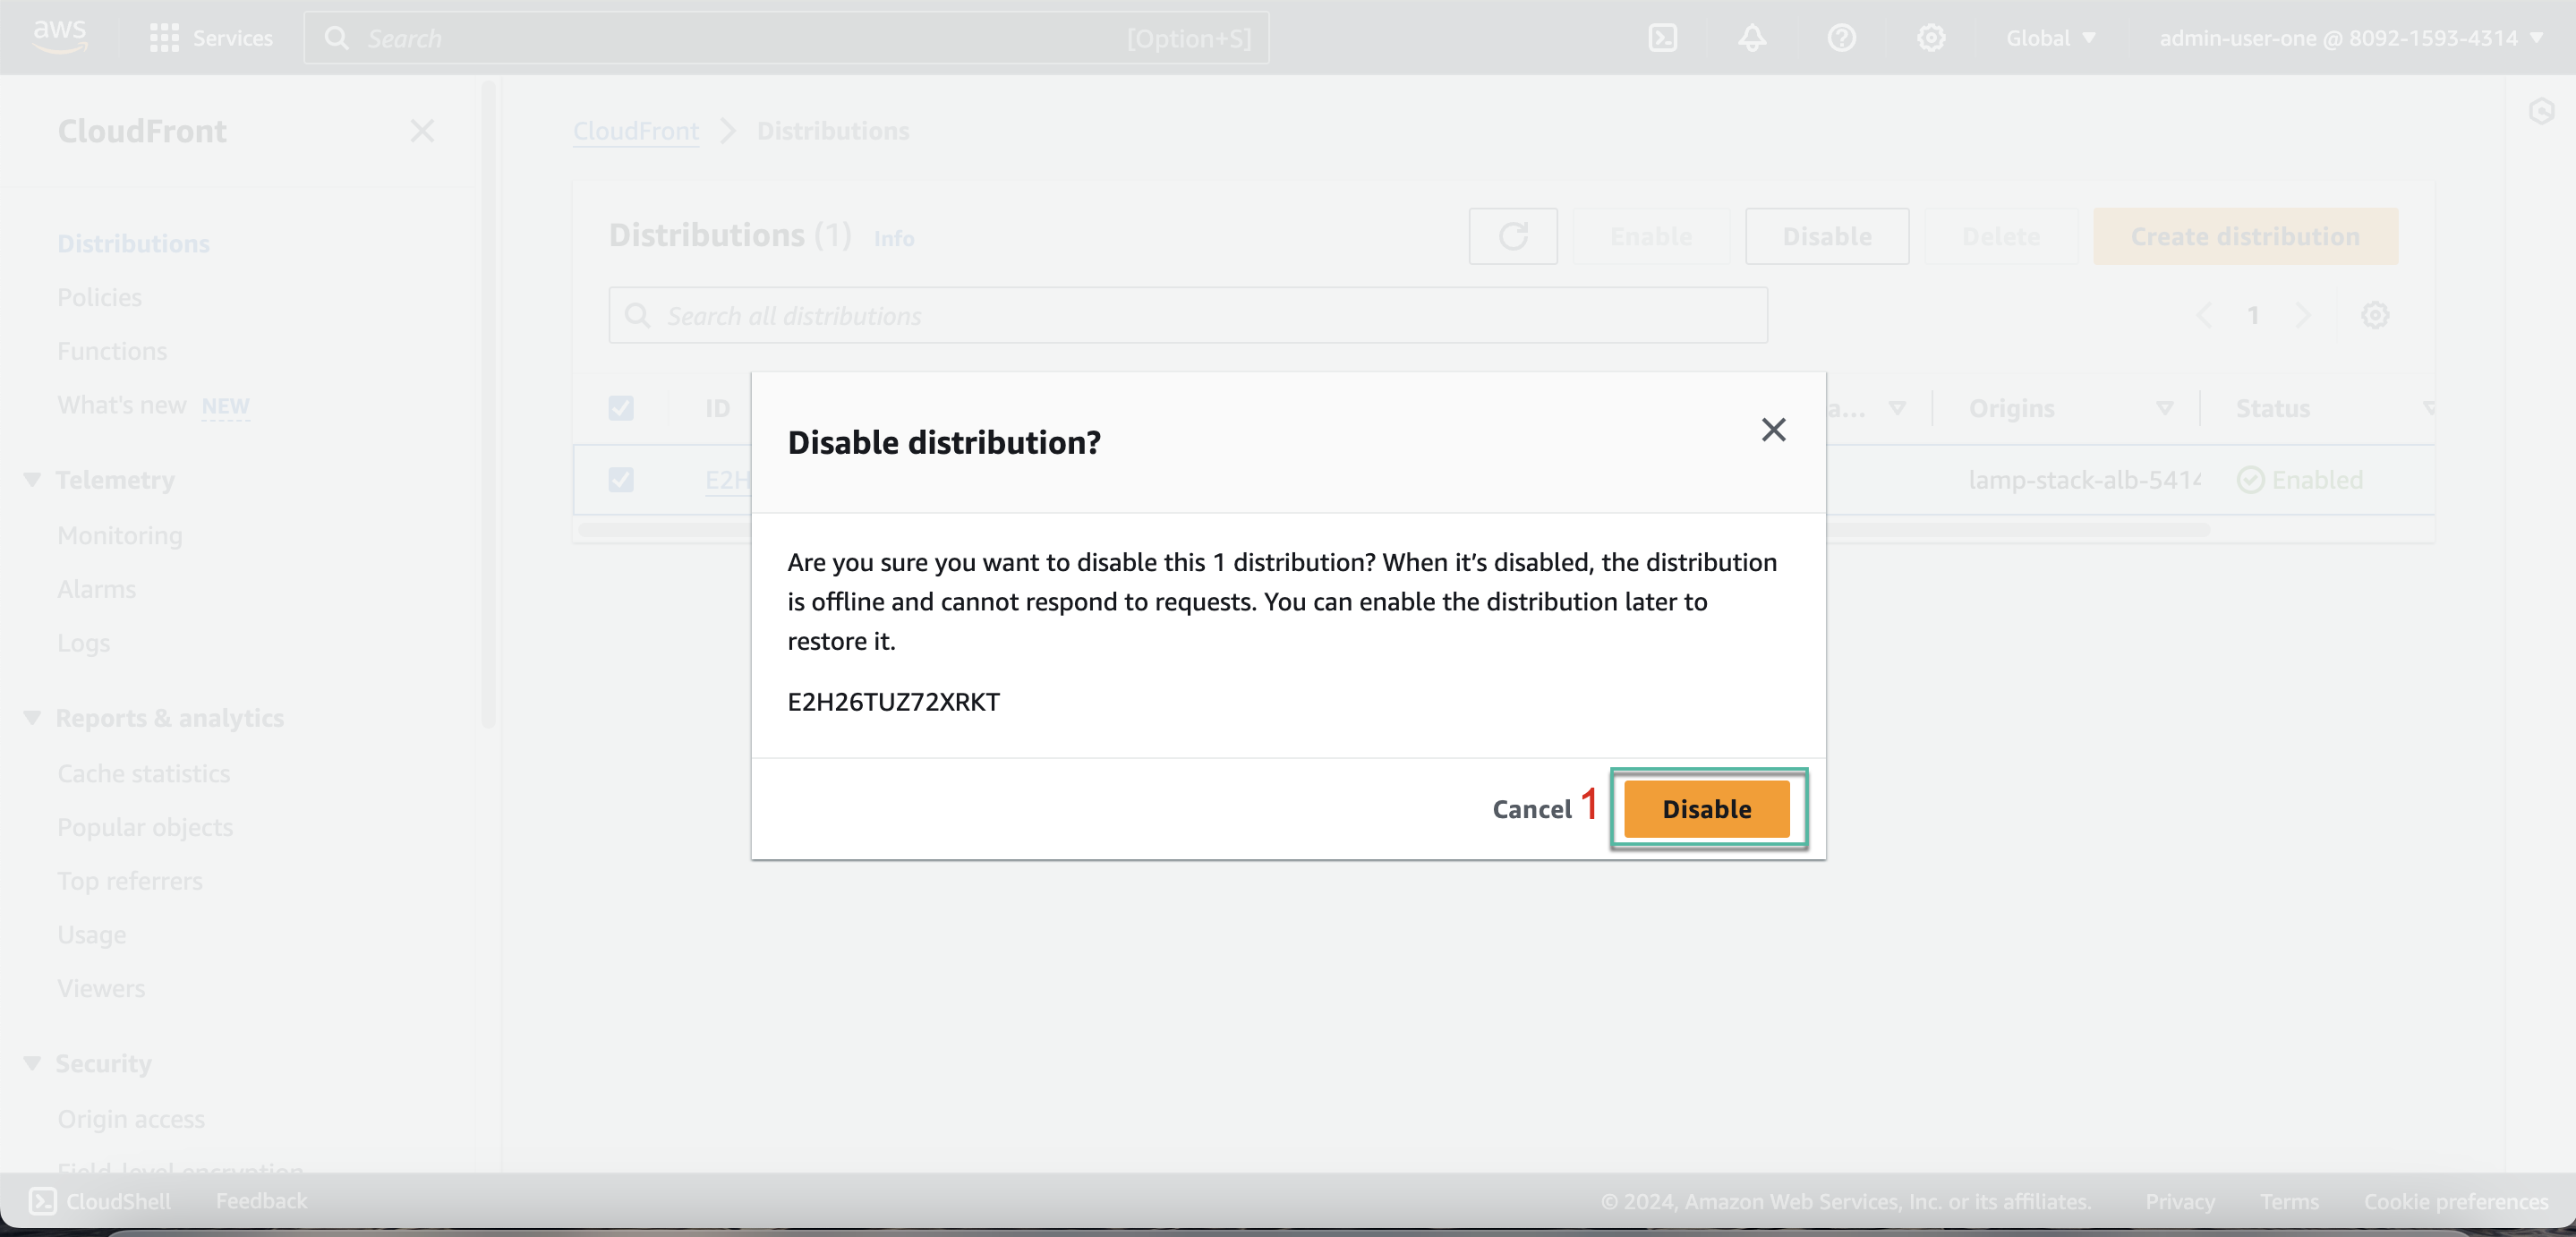 aws
Services
Search
[Option+S]
Global
admin-user-one @ 8092-1593-4314
CloudFront
Distributions
Policies
Functions
What's new NEW
Telemetry
Monitoring
Alarms
Logs
Reports & analytics
Cache statistics
Popular objects
Top referrers
Usage
Viewers
Security
Origin access
Field-level encryption
CloudFront
Distributions
Distributions (1) Info
Enable
Disable
Delete
Create distribution
Search all distributions
1
ID
a...
Origins
Status
E2H
lamp-stack-alb-5414
Enabled
Disable distribution?
Are you sure you want to disable this 1 distribution? When it’s disabled, the distribution
is offline and cannot respond to requests. You can enable the distribution later to
restore it.
E2H26TUZ72XRKT
Cancel
1
Disable
CloudShell
Feedback
© 2024, Amazon Web Services, Inc. or its affiliates.
Privacy
Terms
Cookie preferences